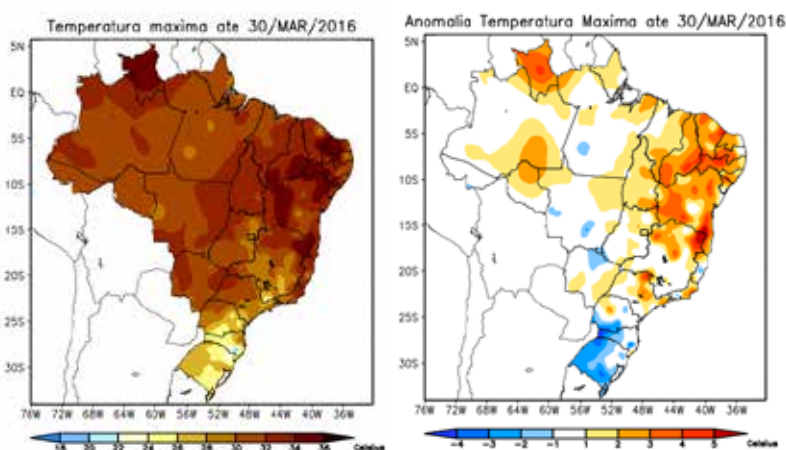 Temperatura maxima ate 30/MAR/2016
5N
EQ
5S
10S
15S
20S
25S
30S
76W 72W 68W 64W 60W 56W 52W 48W 44W 40W 36W
18 20 22 24 26 28 30 32 34 36 Celsius
Anomalia Temperatura Maxima ate 30/MAR/2016
5N
EQ
5S
10S
15S
20S
25S
30S
76W 72W 68W 64W 60W 56W 52W 48W 44W 40W 36W
-4 -3 -2 -1 1 2 3 4 5 Celsius